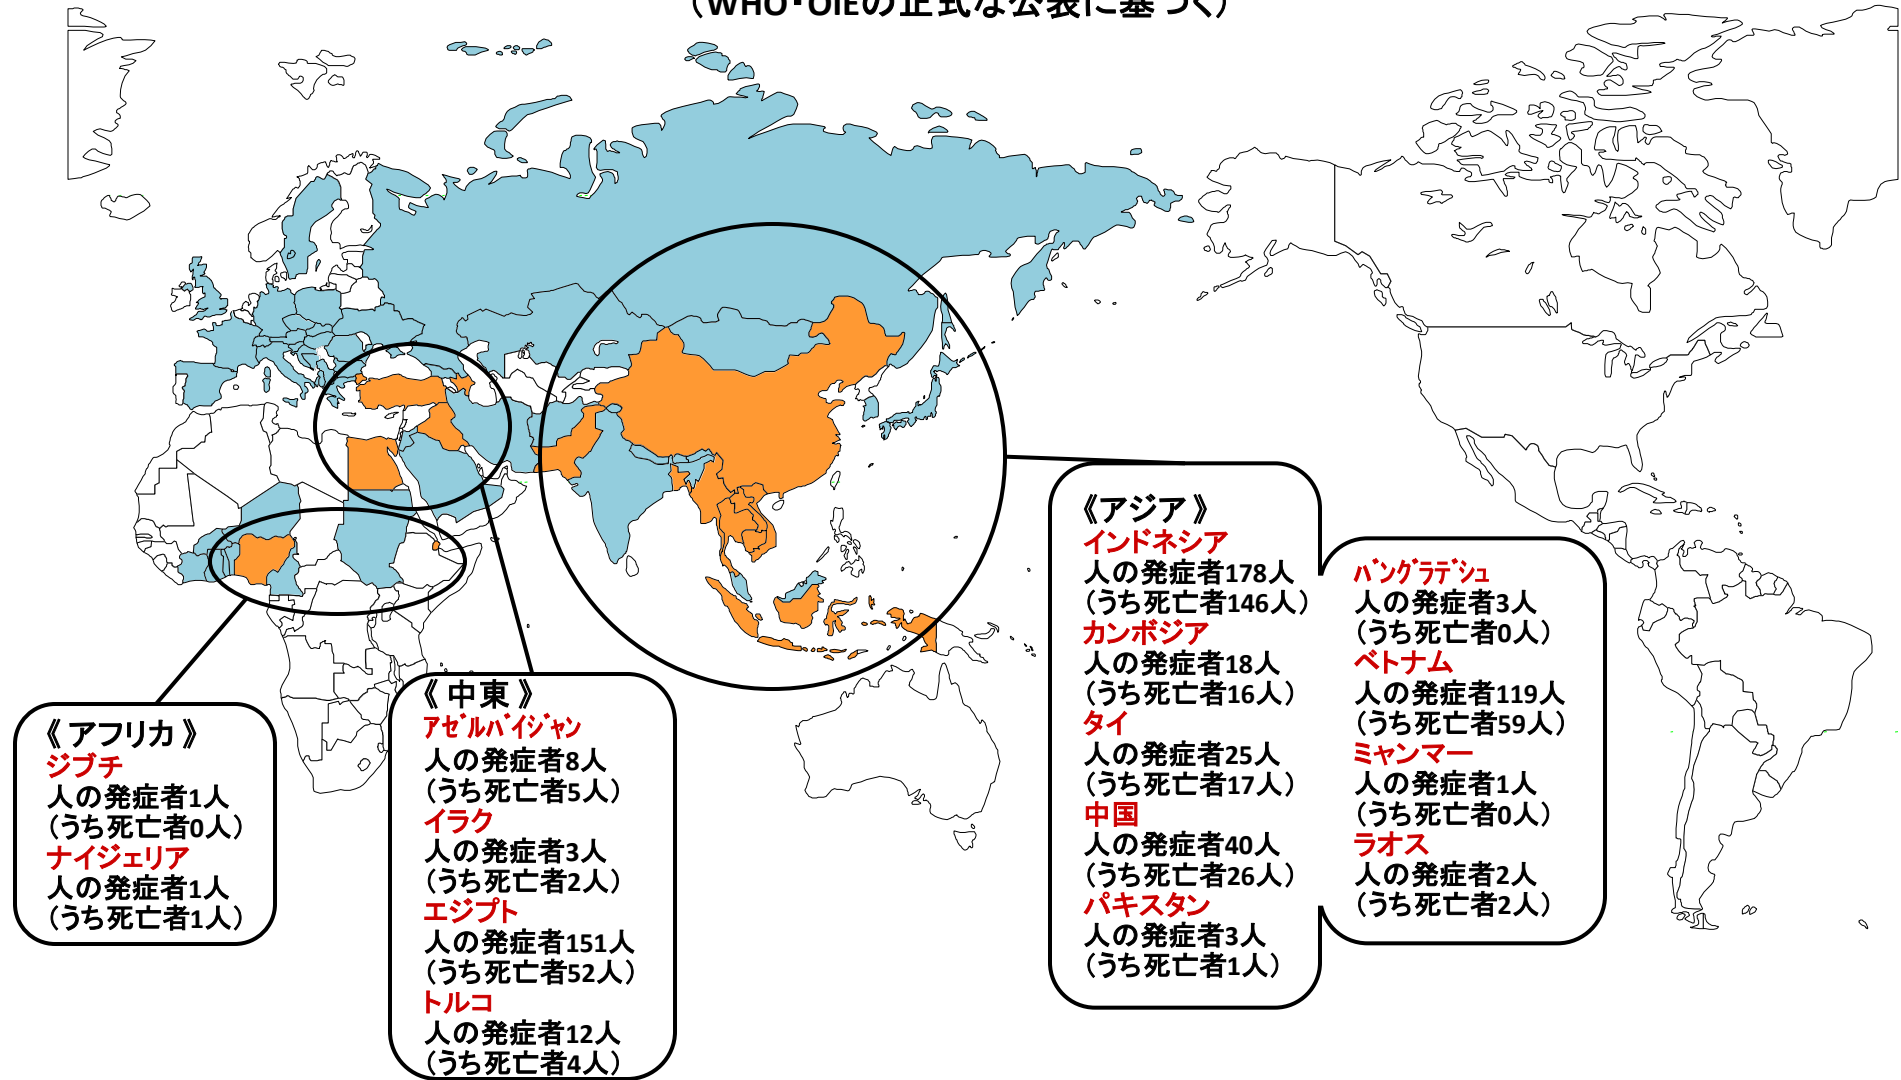 (WHO・OIEの正式な公表に基づく)
《アジア》
インドネシア
人の発症者178人
(うち死亡者146人)
カンボジア
人の発症者18人
(うち死亡者16人)
タイ
人の発症者25人
(うち死亡者17人)
中国
人の発症者40人
(うち死亡者26人)
パキスタン
人の発症者3人
(うち死亡者1人)
バングラデシュ
人の発症者3人
(うち死亡者0人)
ベトナム
人の発症者119人
(うち死亡者59人)
ミャンマー
人の発症者1人
(うち死亡者0人)
ラオス
人の発症者2人
(うち死亡者2人)
《中東》
アゼルバイジャン
人の発症者8人
(うち死亡者5人)
イラク
人の発症者3人
(うち死亡者2人)
エジプト
人の発症者151人
(うち死亡者52人)
トルコ
人の発症者12人
(うち死亡者4人)
《アフリカ》
ジブチ
人の発症者1人
(うち死亡者0人)
ナイジェリア
人の発症者1人
(うち死亡者1人)